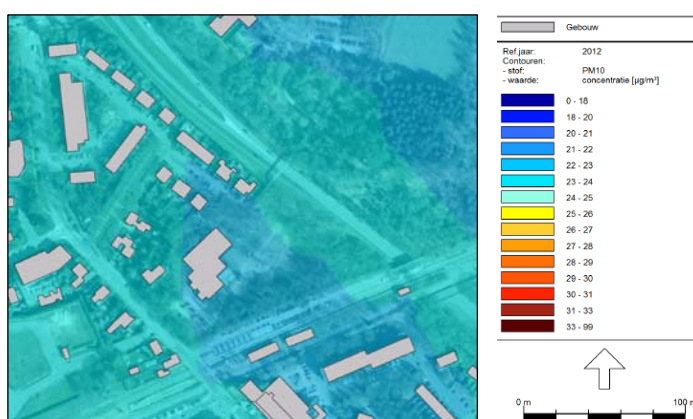 Gebouw
Ref.jaar: 2012
Contouren:
- stof: PM10
- waarde: concentratie [µg/m³]
0 - 18
18 - 20
20 - 21
21 - 22
22 - 23
23 - 24
24 - 25
25 - 26
26 - 27
27 - 28
28 - 29
29 - 30
30 - 31
31 - 33
33 - 99
0 m 100 m